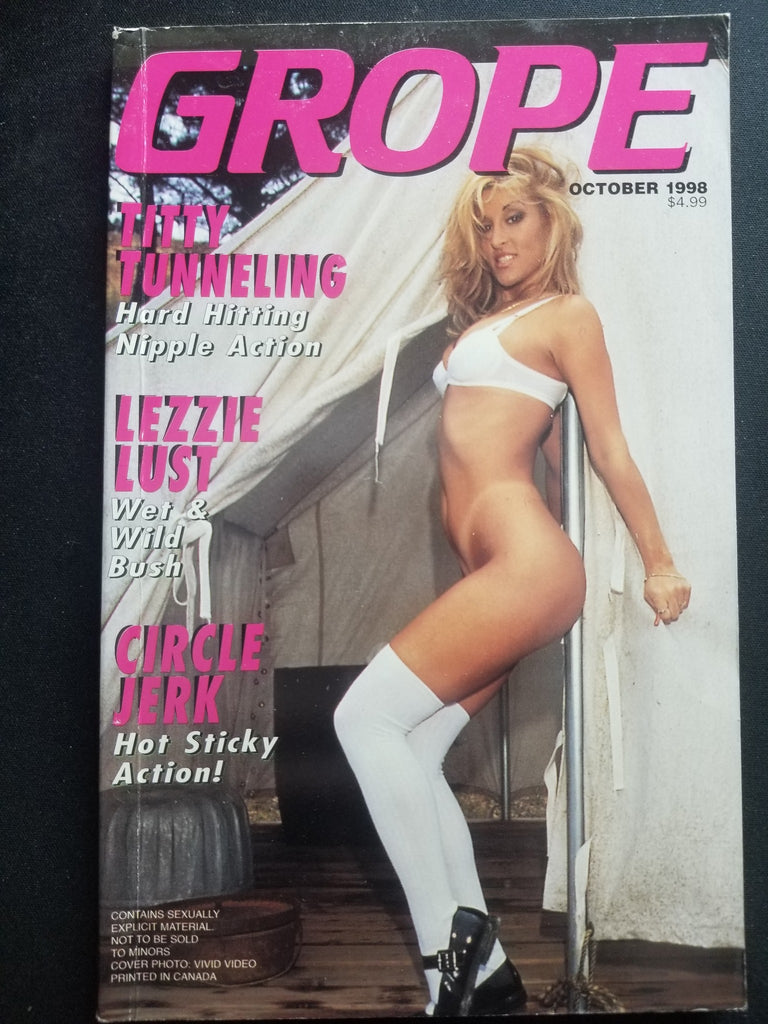 GROPE
OCTOBER 1998
$4.99
TITTY
TUNNELING
Hard Hitting
Nipple Action
LEZZIE
LUST
Wet &
Wild
Bush
CIRCLE
JERK
Hot Sticky
Action!
CONTAINS SEXUALLY
EXPLICIT MATERIAL.
NOT TO BE SOLD
TO MINORS
COVER PHOTO: VIVID VIDEO
PRINTED IN CANADA